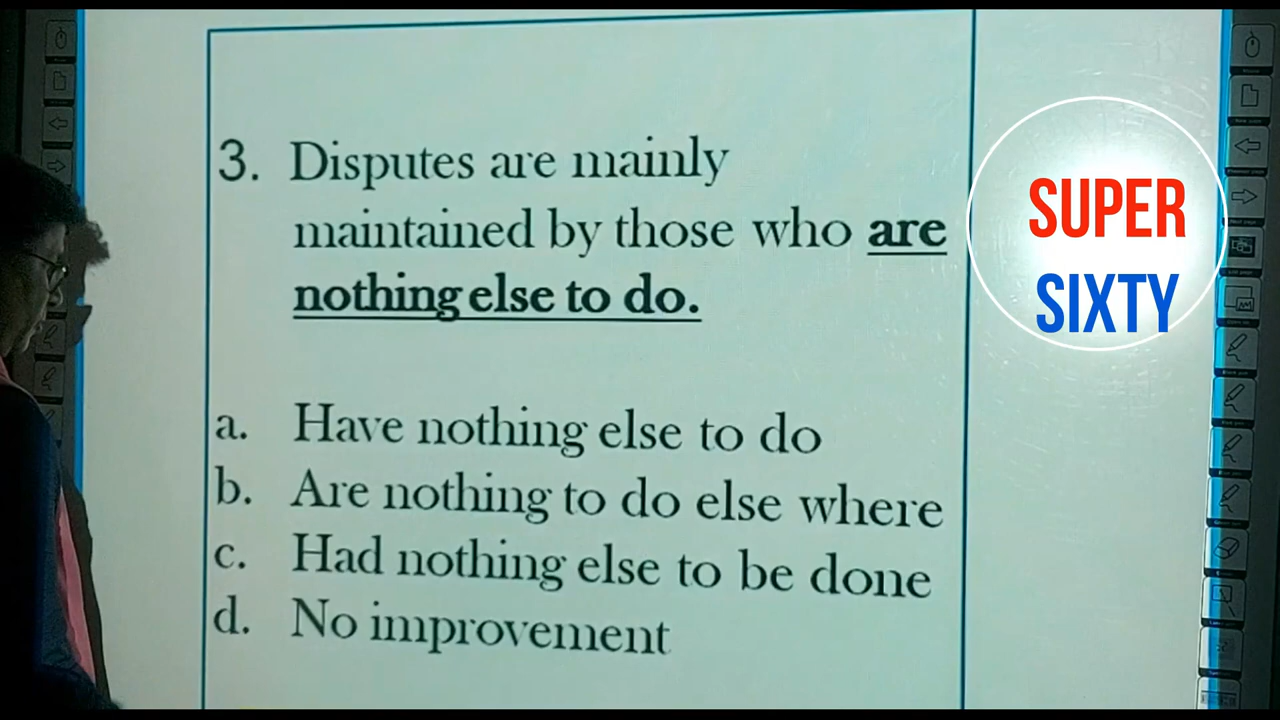 3. Disputes are mainly
maintained by those who are
nothing else to do.
a. Have nothing else to do
b. Are nothing to do else where
c. Had nothing else to be done
d. No improvement
SUPER
SIXTY